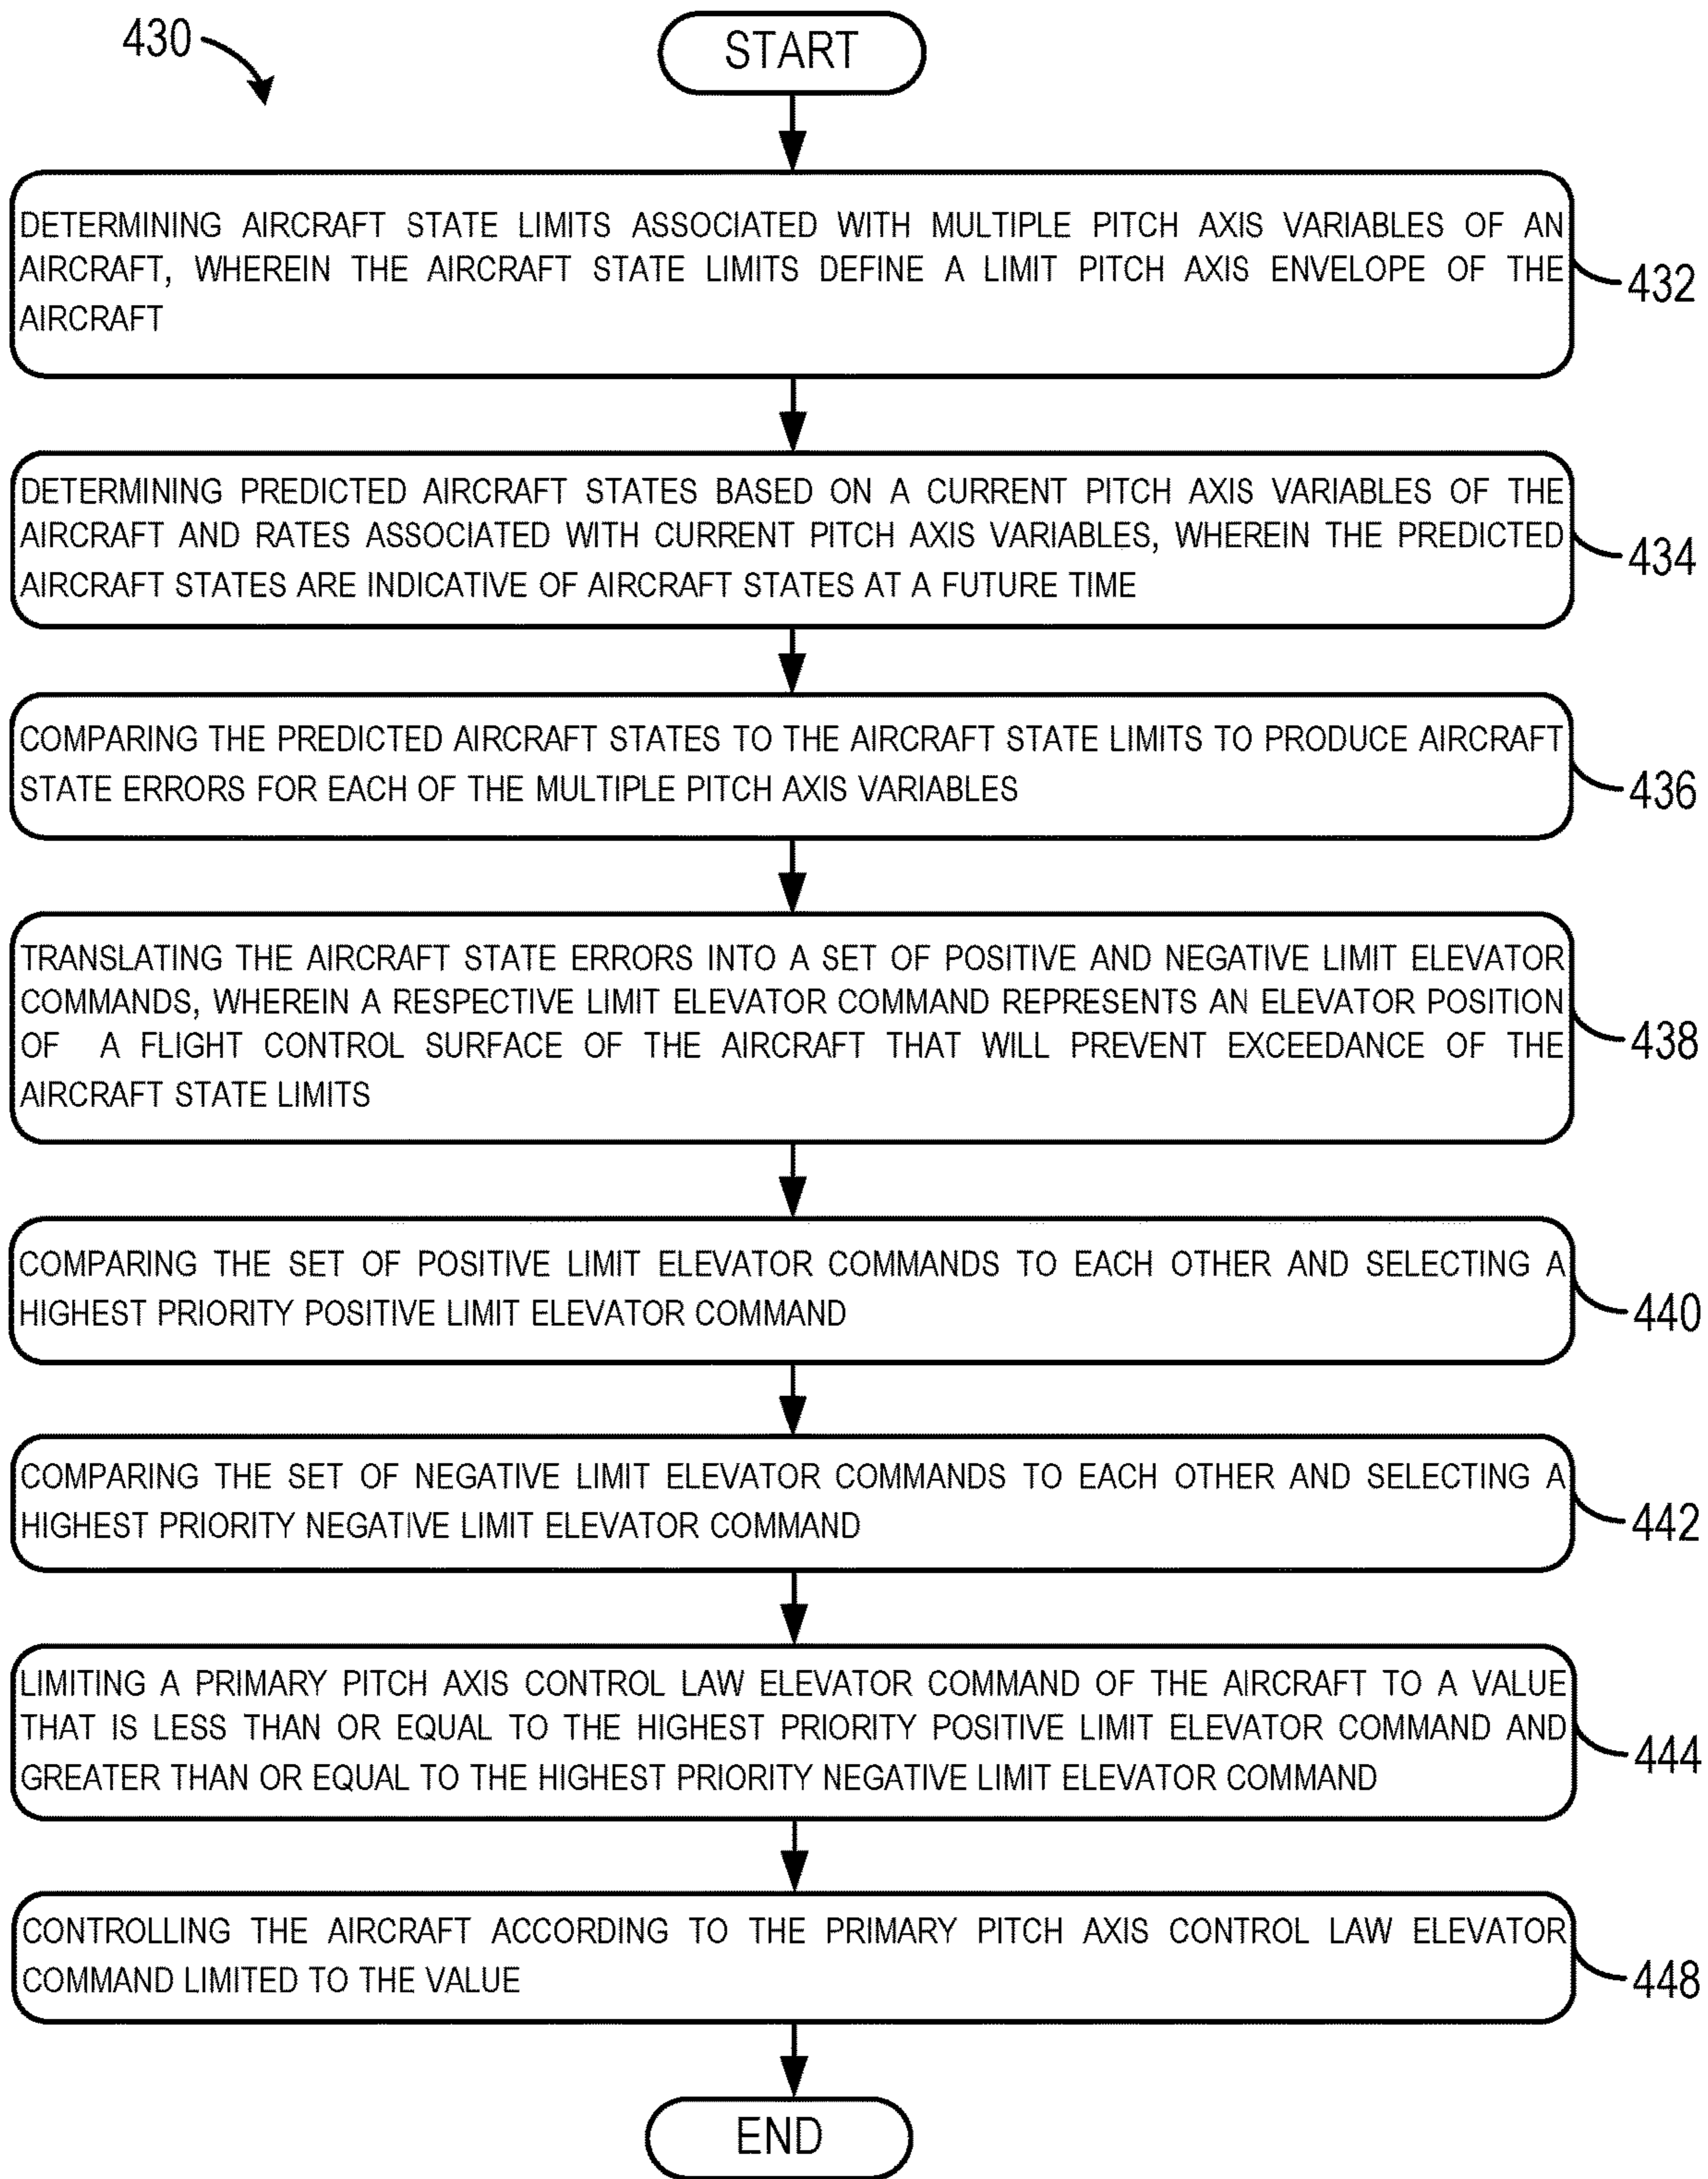 430
START
DETERMINING AIRCRAFT STATE LIMITS ASSOCIATED WITH MULTIPLE PITCH AXIS VARIABLES OF AN
AIRCRAFT, WHEREIN THE AIRCRAFT STATE LIMITS DEFINE A LIMIT PITCH AXIS ENVELOPE OF THE
AIRCRAFT
432
DETERMINING PREDICTED AIRCRAFT STATES BASED ON A CURRENT PITCH AXIS VARIABLES OF THE
AIRCRAFT AND RATES ASSOCIATED WITH CURRENT PITCH AXIS VARIABLES, WHEREIN THE PREDICTED
AIRCRAFT STATES ARE INDICATIVE OF AIRCRAFT STATES AT A FUTURE TIME
434
COMPARING THE PREDICTED AIRCRAFT STATES TO THE AIRCRAFT STATE LIMITS TO PRODUCE AIRCRAFT
STATE ERRORS FOR EACH OF THE MULTIPLE PITCH AXIS VARIABLES
436
TRANSLATING THE AIRCRAFT STATE ERRORS INTO A SET OF POSITIVE AND NEGATIVE LIMIT ELEVATOR
COMMANDS, WHEREIN A RESPECTIVE LIMIT ELEVATOR COMMAND REPRESENTS AN ELEVATOR POSITION
OF A FLIGHT CONTROL SURFACE OF THE AIRCRAFT THAT WILL PREVENT EXCEEDANCE OF THE
AIRCRAFT STATE LIMITS
438
COMPARING THE SET OF POSITIVE LIMIT ELEVATOR COMMANDS TO EACH OTHER AND SELECTING A
HIGHEST PRIORITY POSITIVE LIMIT ELEVATOR COMMAND
440
COMPARING THE SET OF NEGATIVE LIMIT ELEVATOR COMMANDS TO EACH OTHER AND SELECTING A
HIGHEST PRIORITY NEGATIVE LIMIT ELEVATOR COMMAND
442
LIMITING A PRIMARY PITCH AXIS CONTROL LAW ELEVATOR COMMAND OF THE AIRCRAFT TO A VALUE
THAT IS LESS THAN OR EQUAL TO THE HIGHEST PRIORITY POSITIVE LIMIT ELEVATOR COMMAND AND
GREATER THAN OR EQUAL TO THE HIGHEST PRIORITY NEGATIVE LIMIT ELEVATOR COMMAND
444
CONTROLLING THE AIRCRAFT ACCORDING TO THE PRIMARY PITCH AXIS CONTROL LAW ELEVATOR
COMMAND LIMITED TO THE VALUE
448
END